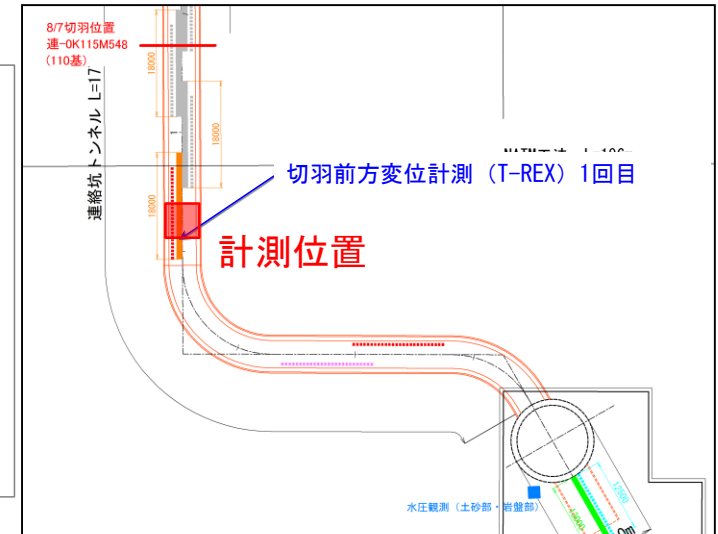 8/7切羽位置
連-0K115M548
(110基)
18000
18000
18000
連絡坑トンネル L=17
切羽前方変位計測（T-REX）1回目
計測位置
水圧観測（土砂部・岩盤部）
12500